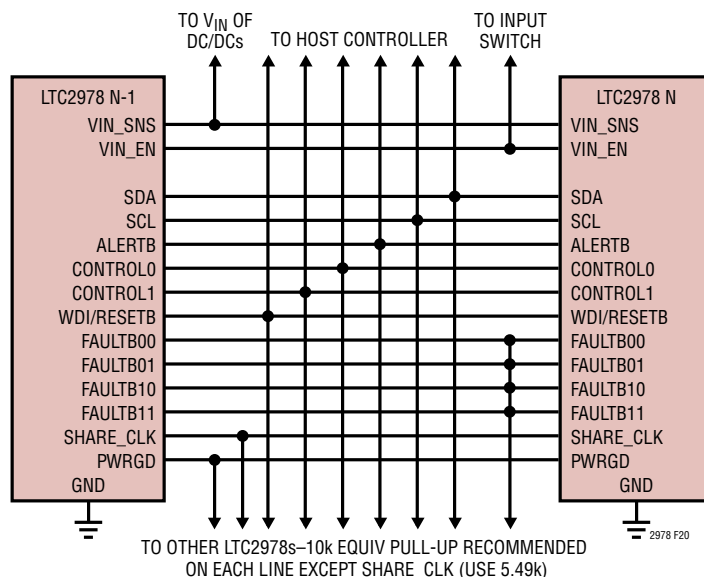 TO VIN OF
DC/DCs
TO HOST CONTROLLER
TO INPUT
SWITCH
LTC2978 N-1
VIN_SNS
VIN_EN
SDA
SCL
ALERTB
CONTROL0
CONTROL1
WDI/RESETB
FAULTB00
FAULTB01
FAULTB10
FAULTB11
SHARE_CLK
PWRGD
GND
LTC2978 N
VIN_SNS
VIN_EN
SDA
SCL
ALERTB
CONTROL0
CONTROL1
WDI/RESETB
FAULTB00
FAULTB01
FAULTB10
FAULTB11
SHARE_CLK
PWRGD
GND
2978 F20
TO OTHER LTC2978s–10k EQUIV PULL-UP RECOMMENDED
ON EACH LINE EXCEPT SHARE_CLK (USE 5.49k)